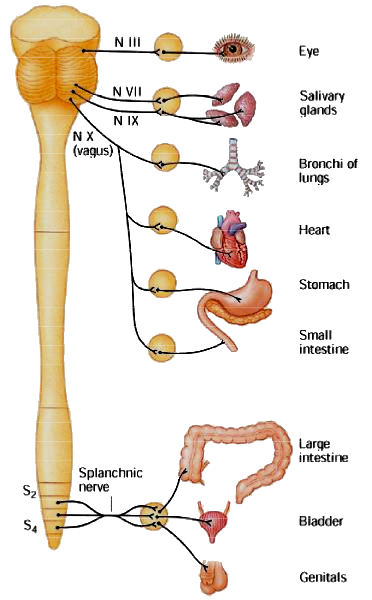 N III
Eye
N VII
Salivary
glands
N IX
N X
(vagus)
Bronchi of
lungs
Heart
Stomach
Small
intestine
Large
intestine
Splanchnic
nerve
S2
S4
Bladder
Genitals